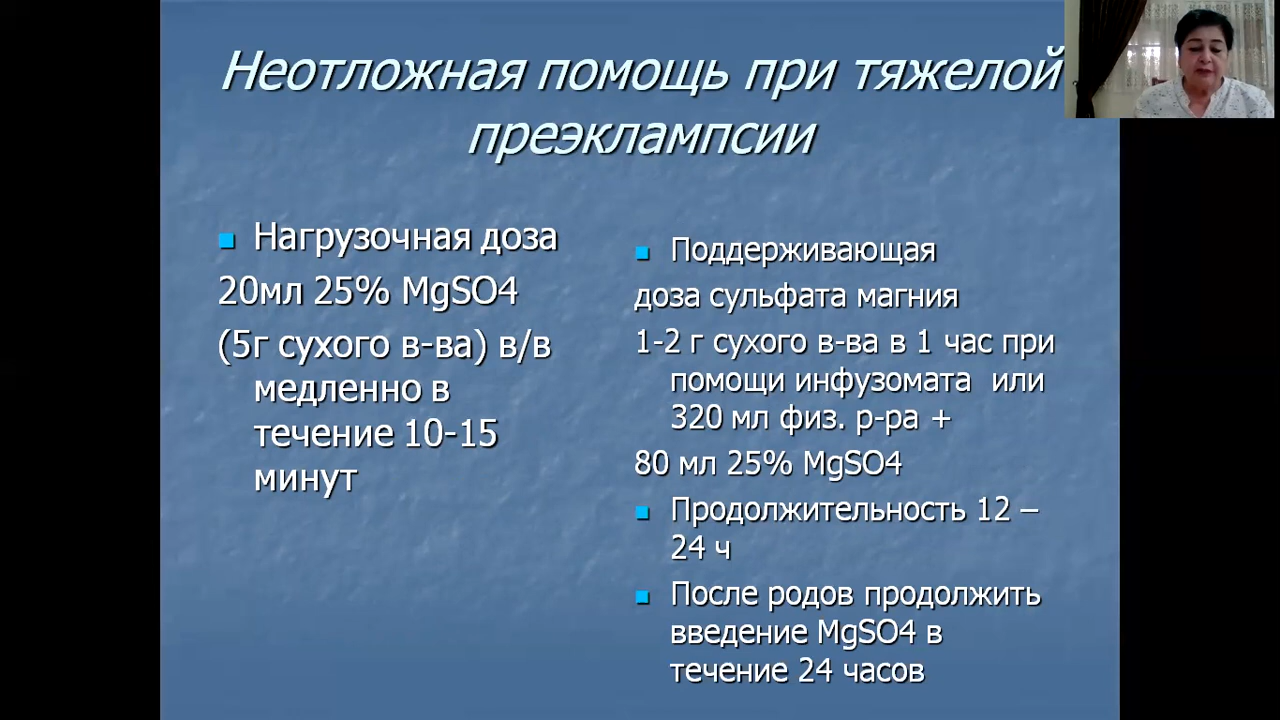 Неотложная помощь при тяжелой
преэклампсии
Нагрузочная доза
20мл 25% MgSO4
(5г сухого в-ва) в/в
медленно в
течение 10-15
минут
Поддерживающая
доза сульфата магния
1-2 г сухого в-ва в 1 час при
помощи инфузомата или
320 мл физ. р-ра +
80 мл 25% MgSO4
Продолжительность 12 –
24 ч
После родов продолжить
введение MgSO4 в
течение 24 часов